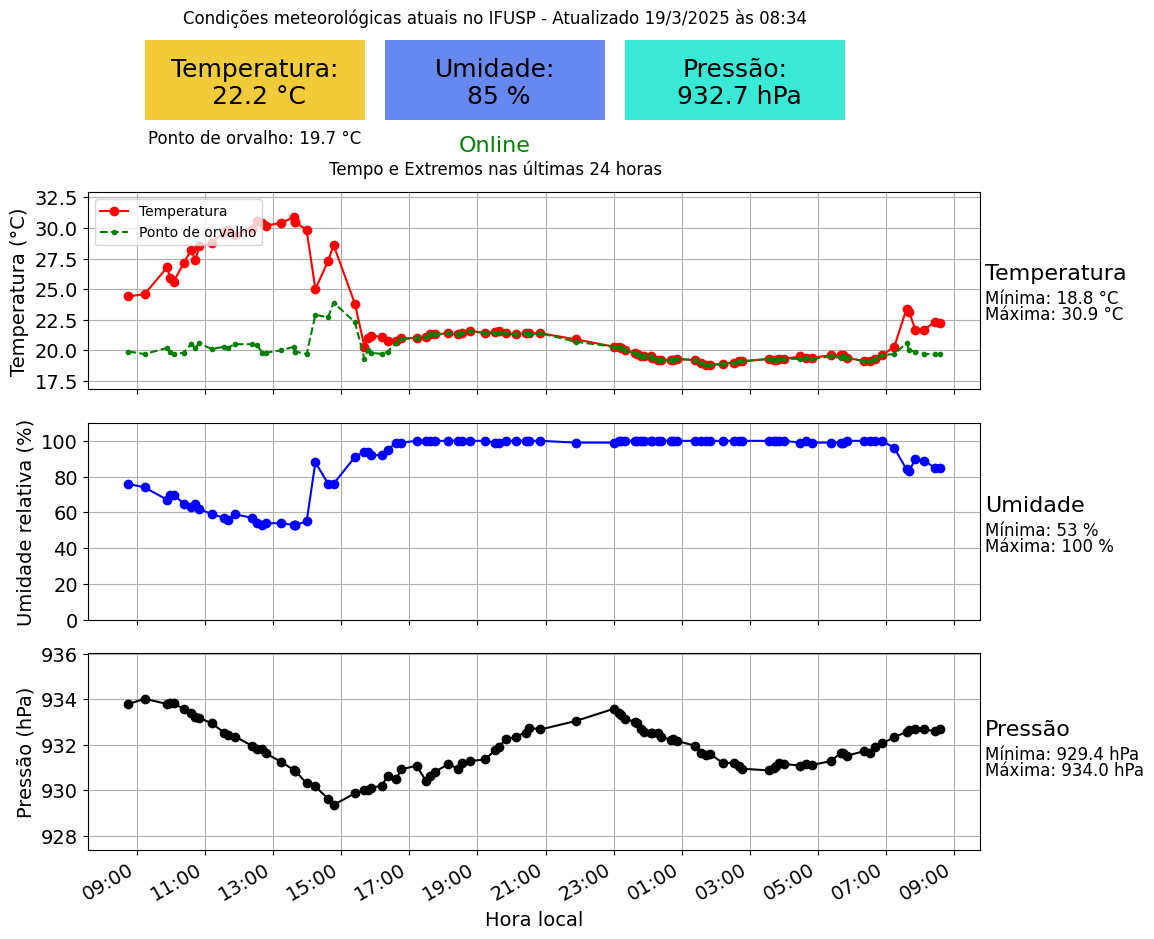 Condições meteorológicas atuais no IFUSP - Atualizado 19/3/2025 às 08:34
Temperatura:
22.2 °C
Umidade:
85 %
Pressão:
932.7 hPa
Ponto de orvalho: 19.7 °C
Online
Tempo e Extremos nas últimas 24 horas
Temperatura (°C)
32.5
30.0
27.5
25.0
22.5
20.0
17.5
Temperatura
Ponto de orvalho
Temperatura
Mínima: 18.8 °C
Máxima: 30.9 °C
Umidade relativa (%)
100
80
60
40
20
0
Umidade
Mínima: 53 %
Máxima: 100 %
Pressão (hPa)
936
934
932
930
928
Pressão
Mínima: 929.4 hPa
Máxima: 934.0 hPa
09:00
11:00
13:00
15:00
17:00
19:00
21:00
23:00
01:00
03:00
05:00
07:00
09:00
Hora local